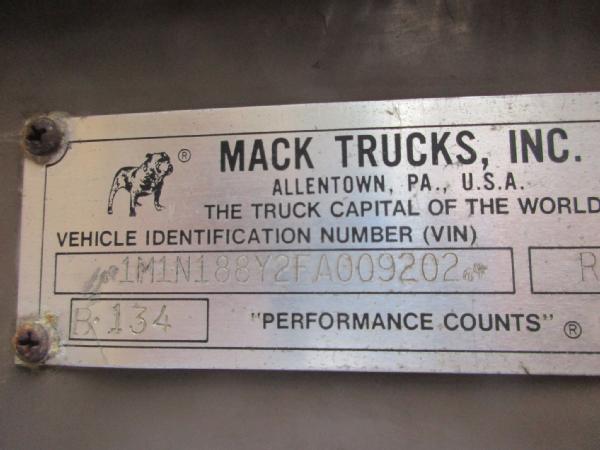 ® MACK TRUCKS, INC.
ALLENTOWN, PA., U.S.A.
THE TRUCK CAPITAL OF THE WORLD
VEHICLE IDENTIFICATION NUMBER (VIN)
1M1N188Y2FA009202 R
B·134 "PERFORMANCE COUNTS" ®